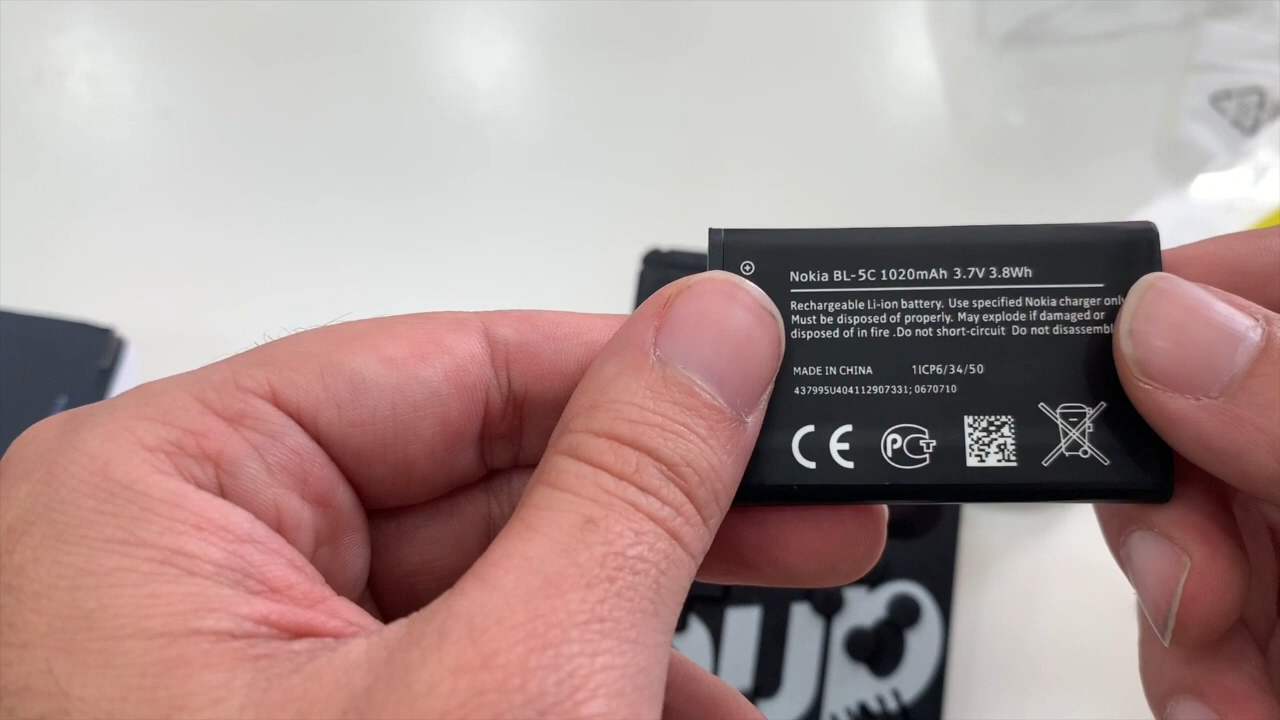 Nokia BL-5C 1020mAh 3.7V 3.8Wh
Rechargeable Li-ion battery. Use specified Nokia charger only
Must be disposed of properly. May explode if damaged or
disposed of in fire .Do not short-circuit Do not disassembl
MADE IN CHINA 1ICP6/34/50
437995U404112907331; 0670710
CE PCT